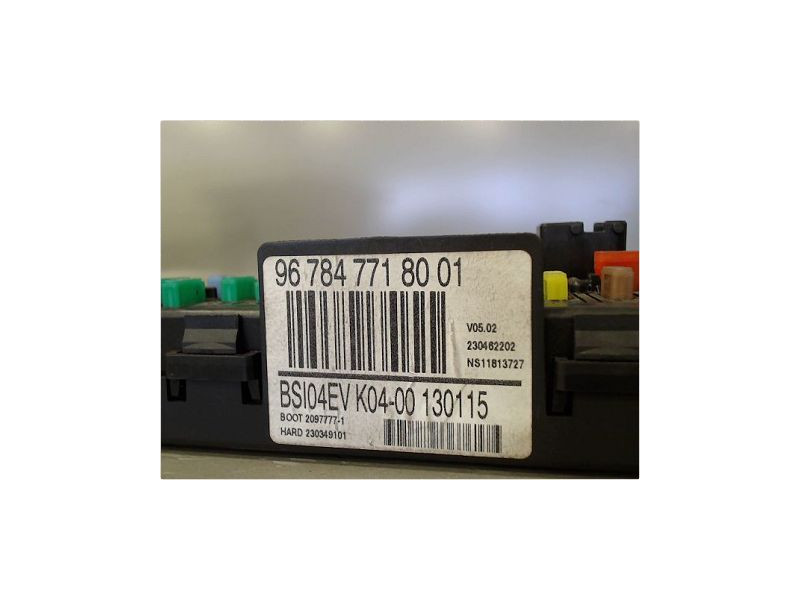 96 784 771 80 01
V05.02
230462202
NS11813727
BSI04EV K04-00 130115
BOOT 2097777-1
HARD 230349101